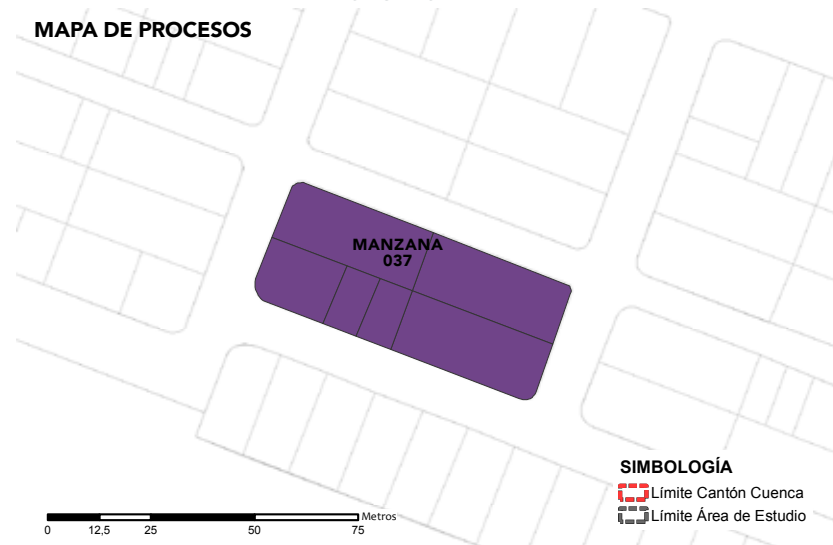 MAPA DE PROCESOS
MANZANA
037
SIMBOLOGÍA
Límite Cantón Cuenca
Límite Área de Estudio
Metros
0 12,5 25 50 75